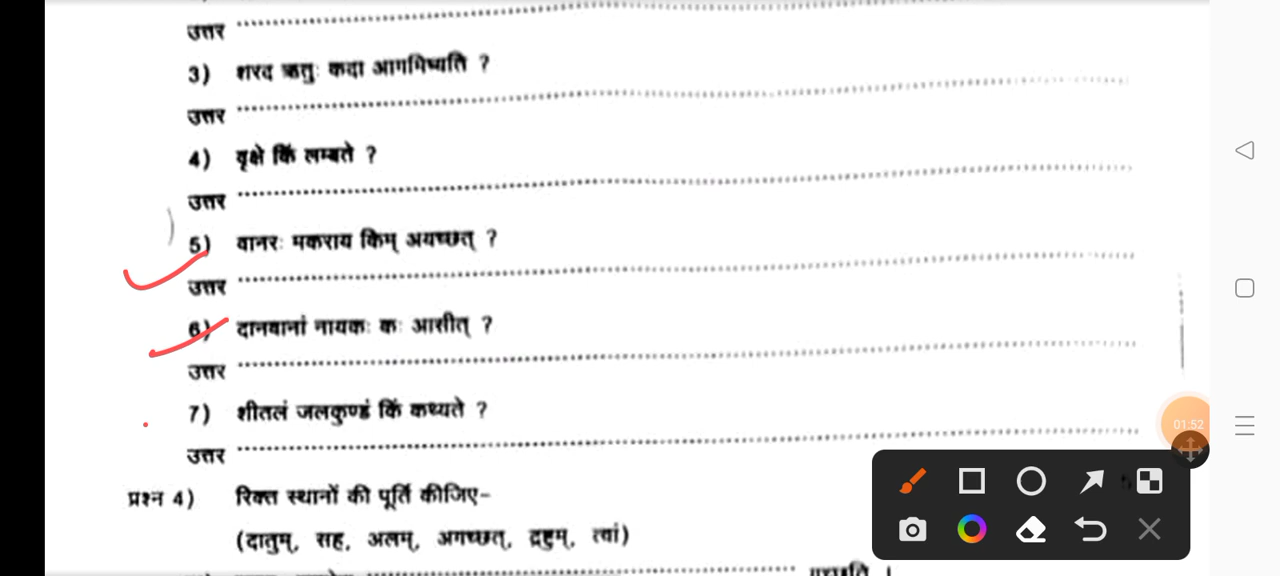 उत्तर
3) शरद ऋतुः कदा आगमिष्यति ?
उत्तर
4) वृक्षे किं लम्बते ?
उत्तर
5) वानरः मकराय किम् अयच्छत् ?
उत्तर
6) दानवानां नायकः कः आसीत् ?
उत्तर
7) शीतलं जलकुण्डं किं कथ्यते ?
उत्तर
प्रश्न 4) रिक्त स्थानों की पूर्ति कीजिए-
(दातुम्, सह, अलम्, अगच्छत्, द्रष्टुम्, त्वां)
01:52